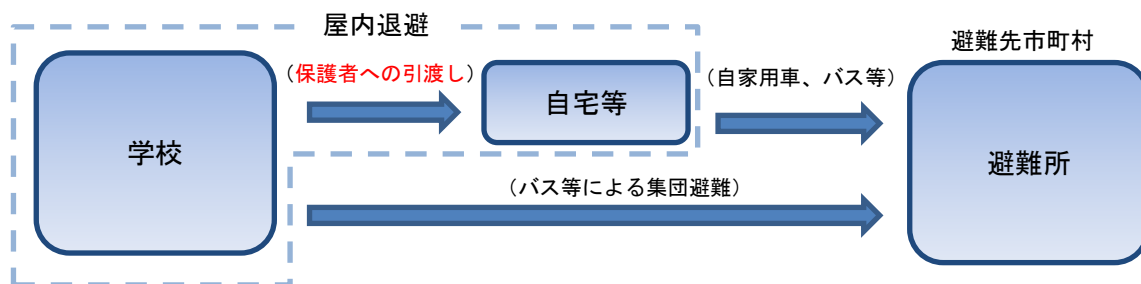 屋内退避
避難先市町村
（保護者への引渡し）
（自家用車、バス等）
学校
自宅等
避難所
（バス等による集団避難）